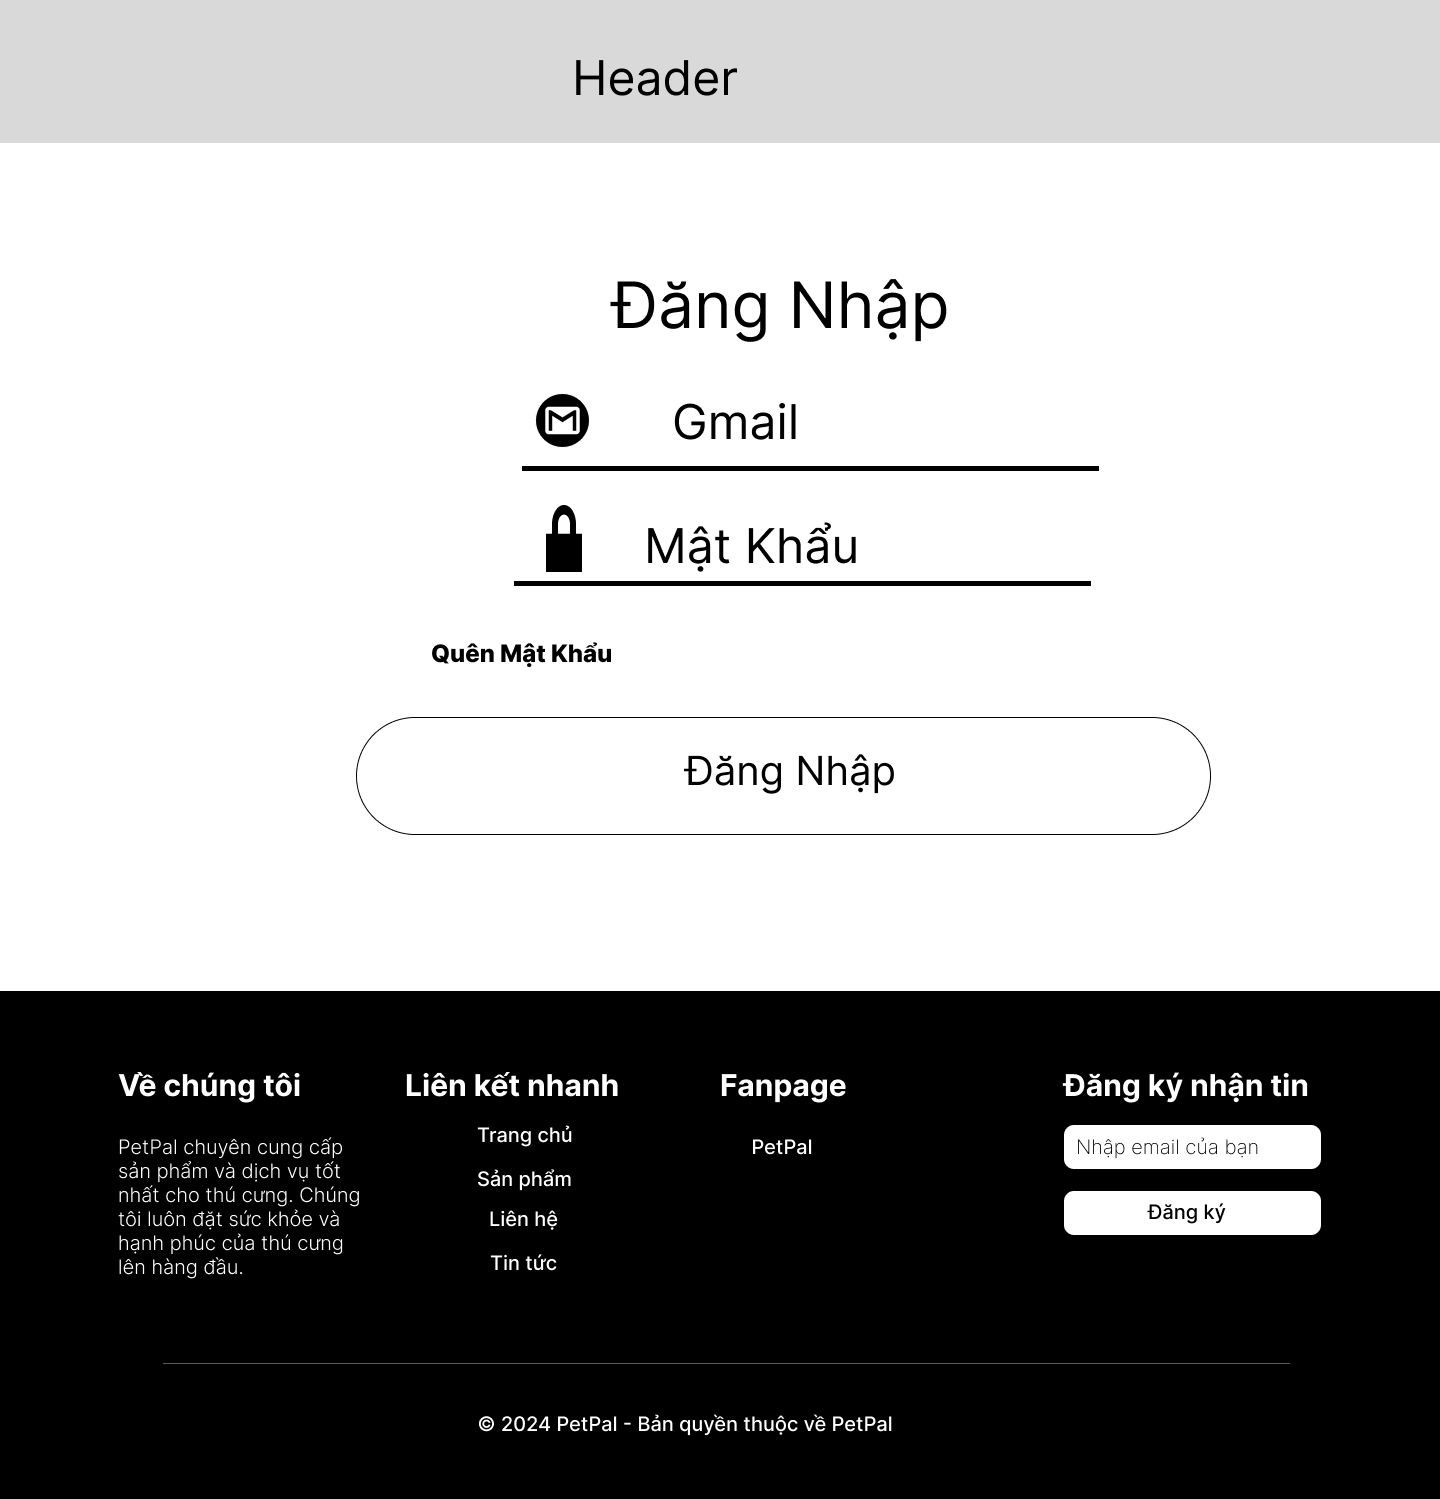 Header
Đăng Nhập
Gmail
Mật Khẩu
Quên Mật Khẩu
Đăng Nhập
Về chúng tôi
PetPal chuyên cung cấp
sản phẩm và dịch vụ tốt
nhất cho thú cưng. Chúng
tôi luôn đặt sức khỏe và
hạnh phúc của thú cưng
lên hàng đầu.
Liên kết nhanh
Trang chủ
Sản phẩm
Liên hệ
Tin tức
Fanpage
PetPal
Đăng ký nhận tin
Nhập email của bạn
Đăng ký
© 2024 PetPal - Bản quyền thuộc về PetPal